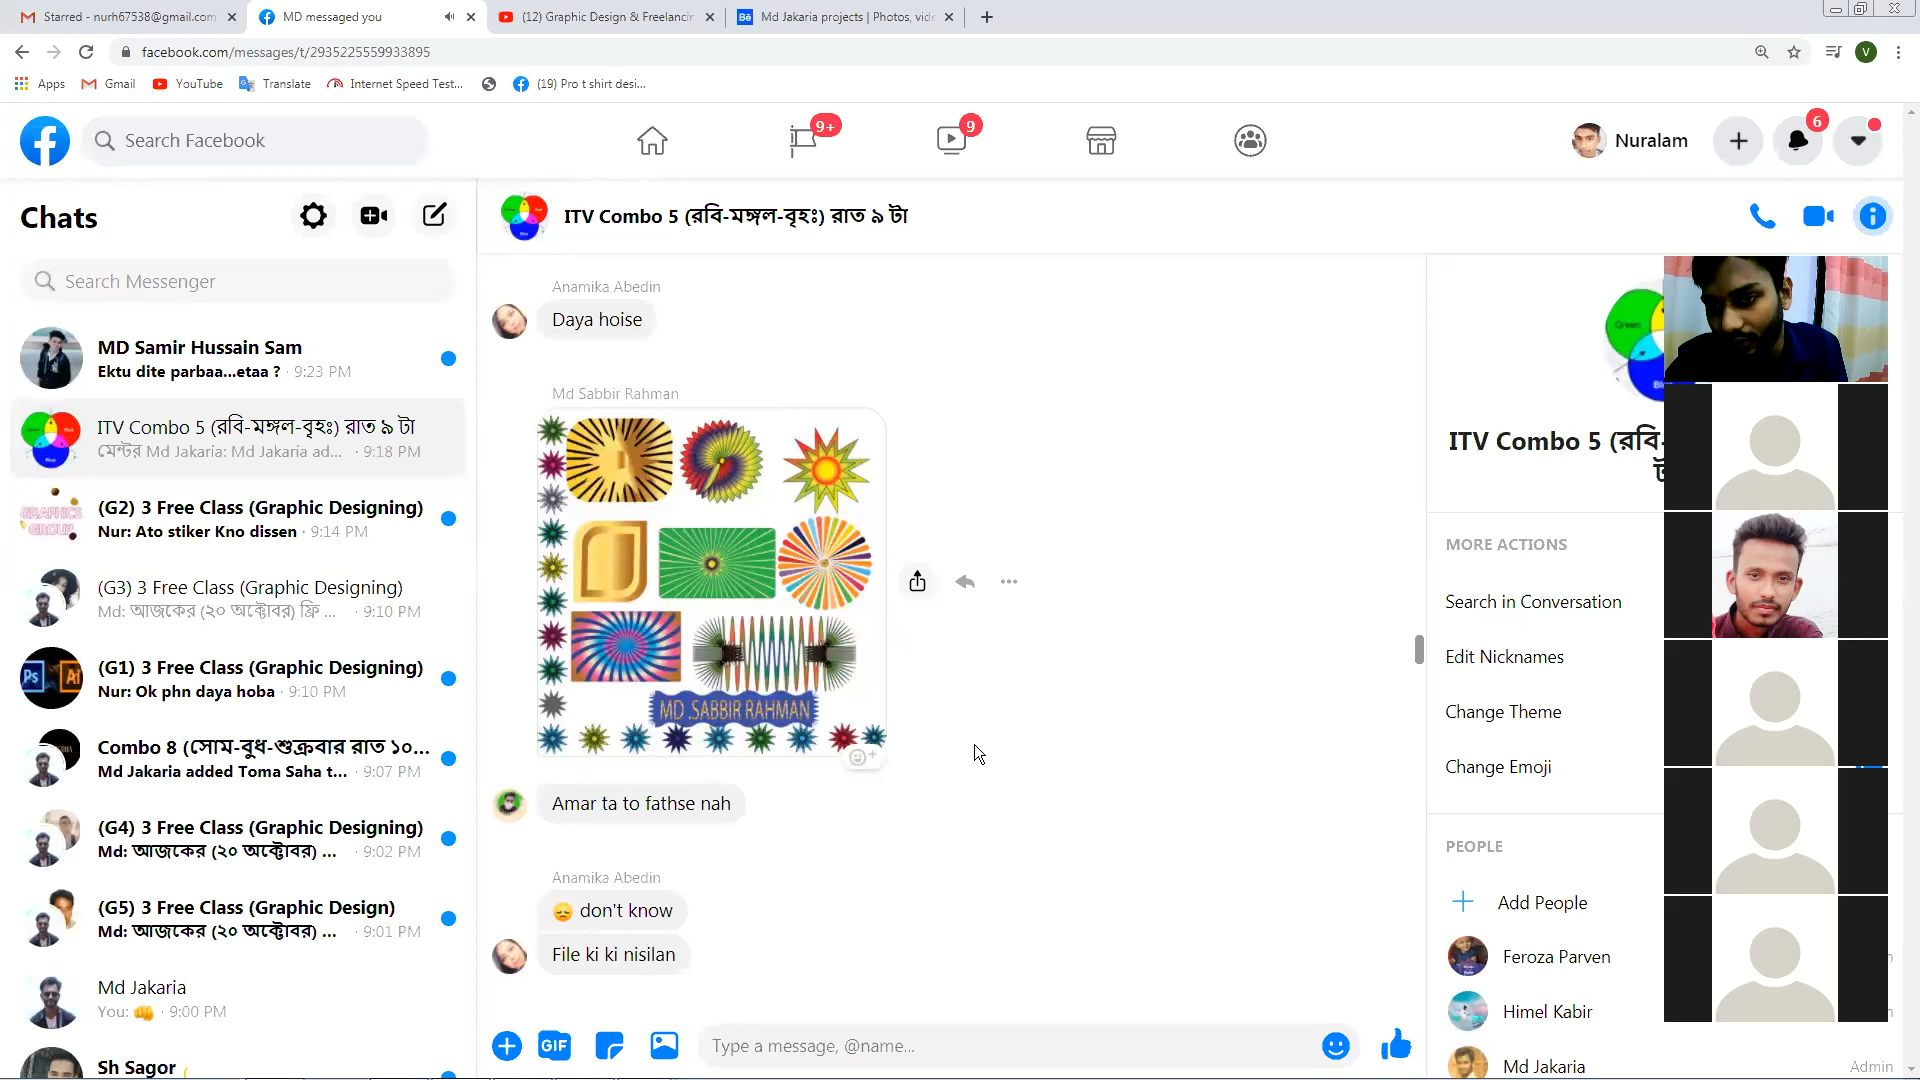 Starred - nurh67538@gmail.com
MD messaged you
(12) Graphic Design & Freelancin
Md Jakaria projects | Photos, vide
facebook.com/messages/t/2935225559933895
V
Apps
Gmail
YouTube
Translate
Internet Speed Test...
(19) Pro t shirt desi...
Search Facebook
9+
9
Nuralam
6
Chats
Search Messenger
MD Samir Hussain Sam
Ektu dite parbaa...etaa ? · 9:23 PM
ITV Combo 5 (রবি-মঙ্গল-বৃহঃ) রাত ৯ টা
মেন্টর Md Jakaria: Md Jakaria ad... · 9:18 PM
(G2) 3 Free Class (Graphic Designing)
Nur: Ato stiker Kno dissen · 9:14 PM
(G3) 3 Free Class (Graphic Designing)
Md: আজকের (২০ অক্টোবর) ফ্রি ... · 9:10 PM
(G1) 3 Free Class (Graphic Designing)
Nur: Ok phn daya hoba · 9:10 PM
Combo 8 (সোম-বুধ-শুক্রবার রাত ১০...
Md Jakaria added Toma Saha t... · 9:07 PM
(G4) 3 Free Class (Graphic Designing)
Md: আজকের (২০ অক্টোবর) ... · 9:02 PM
(G5) 3 Free Class (Graphic Design)
Md: আজকের (২০ অক্টোবর) ... · 9:01 PM
Md Jakaria
You: 👊 · 9:00 PM
Sh Sagor
GRAPHICS
GROUP
Ps Ai
ITV Combo 5 (রবি-মঙ্গল-বৃহঃ) রাত ৯ টা
Anamika Abedin
Daya hoise
Md Sabbir Rahman
MD .SABBIR RAHMAN
Amar ta to fathse nah
Anamika Abedin
😞 don't know
File ki ki nisilan
GIF
Type a message, @name...
Green
ITV Combo 5 (রবি-
MORE ACTIONS
Search in Conversation
Edit Nicknames
Change Theme
Change Emoji
PEOPLE
Add People
Feroza Parven
Himel Kabir
Md Jakaria
Admin